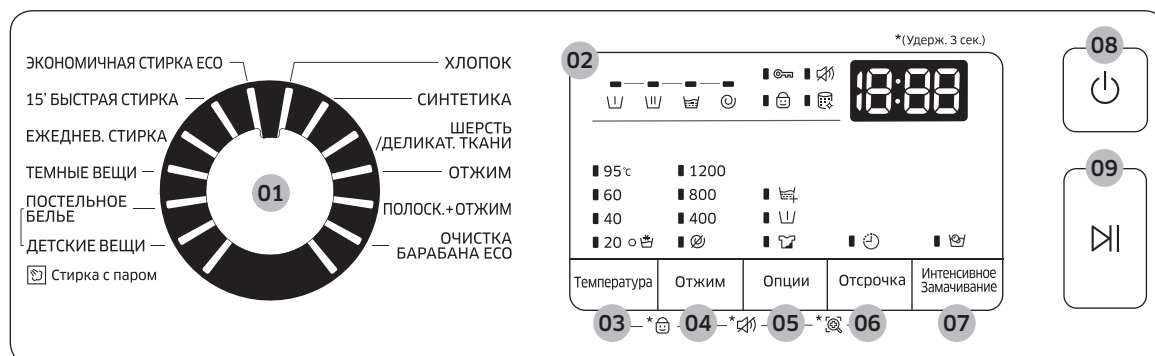 *(Удерж. 3 сек.)
08
02
18:88
ЭКОНОМИЧНАЯ СТИРКА ECO
ХЛОПОК
15’ БЫСТРАЯ СТИРКА
СИНТЕТИКА
ЕЖЕДНЕВ. СТИРКА
ШЕРСТЬ
/ДЕЛИКАТ. ТКАНИ
ТЕМНЫЕ ВЕЩИ
ОТЖИМ
01
ПОСТЕЛЬНОЕ
БЕЛЬЕ
ПОЛОСК.+ОТЖИМ
ДЕТСКИЕ ВЕЩИ
ОЧИСТКА
БАРАБАНА ECO
Стирка с паром
95℃ 1200
60 800
40 400
20
09
Температура
Отжим
Опции
Отсрочка
Интенсивное
Замачивание
03 * 04 * 05 * 06 07